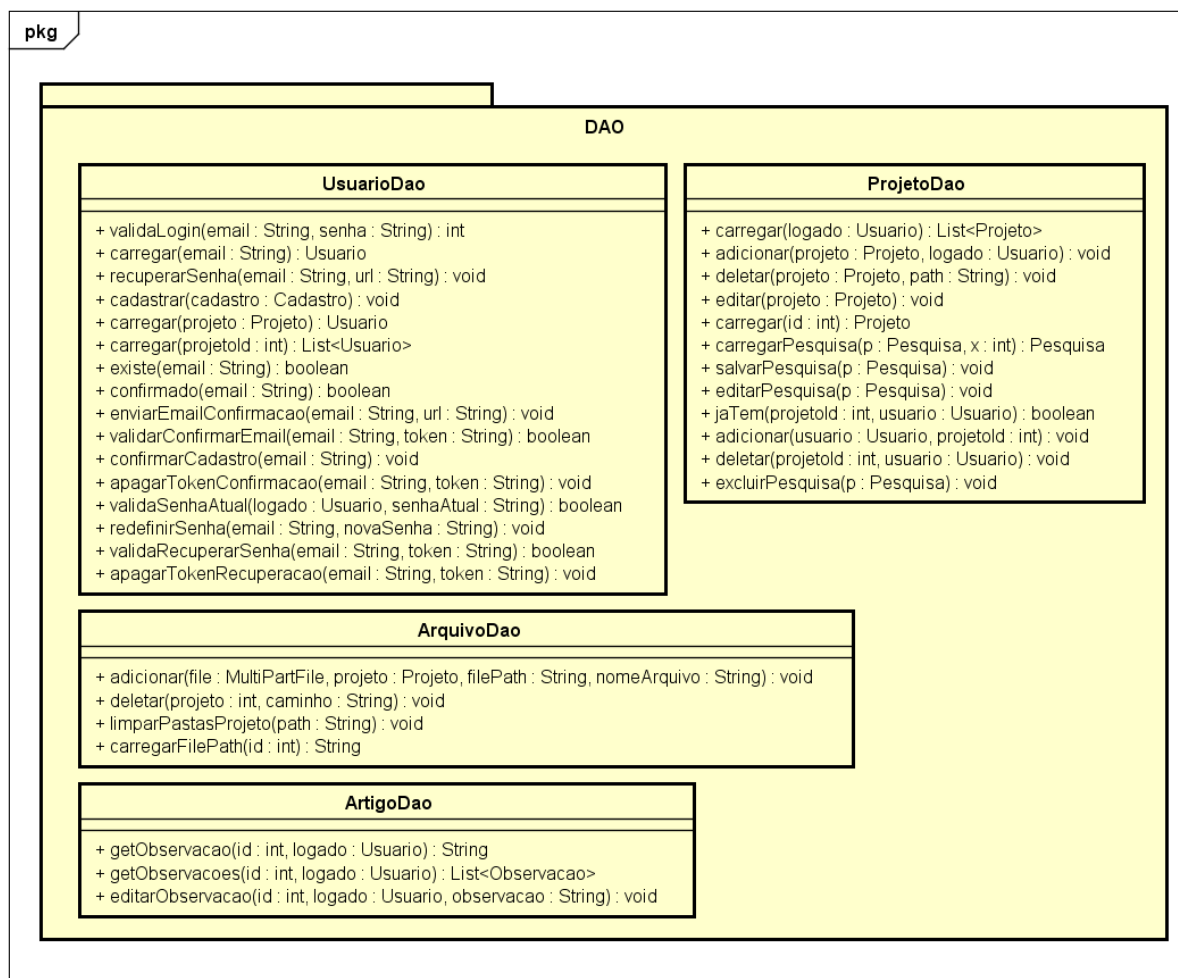 pkg
DAO
UsuarioDao
+ validaLogin(email : String, senha : String) : int
+ carregar(email : String) : Usuario
+ recuperarSenha(email : String, url : String) : void
+ cadastrar(cadastro : Cadastro) : void
+ carregar(projeto : Projeto) : Usuario
+ carregar(projetoId : int) : List<Usuario>
+ existe(email : String) : boolean
+ confirmado(email : String) : boolean
+ enviarEmailConfirmacao(email : String, url : String) : void
+ validarConfirmarEmail(email : String, token : String) : boolean
+ confirmarCadastro(email : String) : void
+ apagarTokenConfirmacao(email : String, token : String) : void
+ validaSenhaAtual(logado : Usuario, senhaAtual : String) : boolean
+ redefinirSenha(email : String, novaSenha : String) : void
+ validaRecuperarSenha(email : String, token : String) : boolean
+ apagarTokenRecuperacao(email : String, token : String) : void
ProjetoDao
+ carregar(logado : Usuario) : List<Projeto>
+ adicionar(projeto : Projeto, logado : Usuario) : void
+ deletar(projeto : Projeto, path : String) : void
+ editar(projeto : Projeto) : void
+ carregar(id : int) : Projeto
+ carregarPesquisa(p : Pesquisa, x : int) : Pesquisa
+ salvarPesquisa(p : Pesquisa) : void
+ editarPesquisa(p : Pesquisa) : void
+ jaTem(projetoId : int, usuario : Usuario) : boolean
+ adicionar(usuario : Usuario, projetoId : int) : void
+ deletar(projetoId : int, usuario : Usuario) : void
+ excluirPesquisa(p : Pesquisa) : void
ArquivoDao
+ adicionar(file : MultiPartFile, projeto : Projeto, filePath : String, nomeArquivo : String) : void
+ deletar(projeto : int, caminho : String) : void
+ limparPastasProjeto(path : String) : void
+ carregarFilePath(id : int) : String
ArtigoDao
+ getObservacao(id : int, logado : Usuario) : String
+ getObservacoes(id : int, logado : Usuario) : List<Observacao>
+ editarObservacao(id : int, logado : Usuario, observacao : String) : void